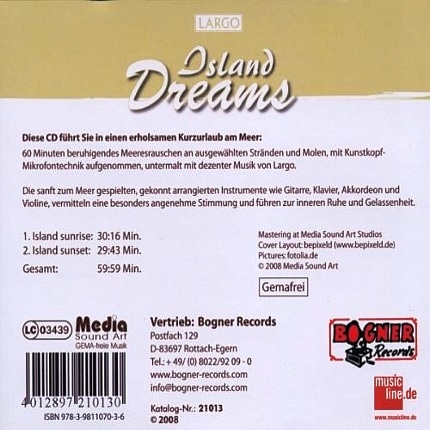 LARGO
Island
Dreams
Diese CD führt Sie in einen erholsamen Kurzurlaub am Meer:
60 Minuten beruhigendes Meeresrauschen an ausgewählten Stränden und Molen, mit Kunstkopf-
Mikrofontechnik aufgenommen, untermalt mit dezenter Musik von Largo.
Die sanft zum Meer gespielten, gekonnt arrangierten Instrumente wie Gitarre, Klavier, Akkordeon und
Violine, vermitteln eine besonders angenehme Stimmung und führen zur inneren Ruhe und Gelassenheit.
1. Island sunrise: 30:16 Min.
2. Island sunset: 29:43 Min.
Gesamt: 59:59 Min.
Mastering at Media Sound Art Studios
Cover Layout: bepixeld (www.bepixeld.de)
Pictures: fotolia.de
© 2008 Media Sound Art
Gemafrei
LC 03439
Media
Sound Art
GEMA-freie Musik
4012897210130
ISBN 978-3-9811070-3-6
Vertrieb: Bogner Records
Postfach 129
D-83697 Rottach-Egern
Tel.: +49/ (0) 8022/92 09 - 0
www.bogner-records.com
info@bogner-records.com
Katalog-Nr.: 21013
© 2008
BOGNER
Records
music
line.de
www.musicline.de